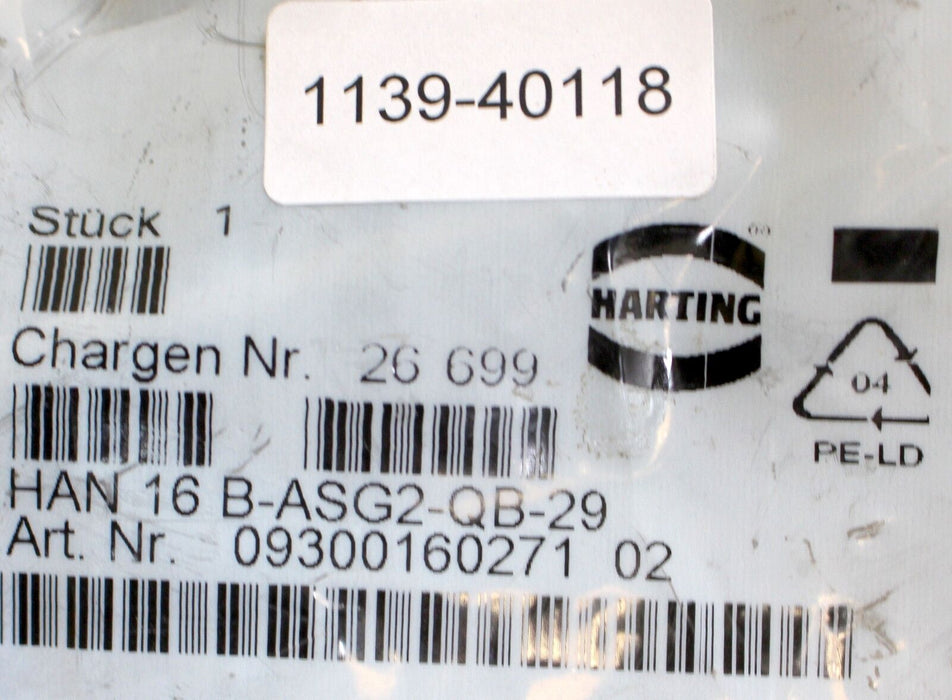 1139-40118
Stück 1
HARTING
Chargen Nr. 26 699
04
PE-LD
HAN 16 B-ASG2-QB-29
Art. Nr. 09300160271 02